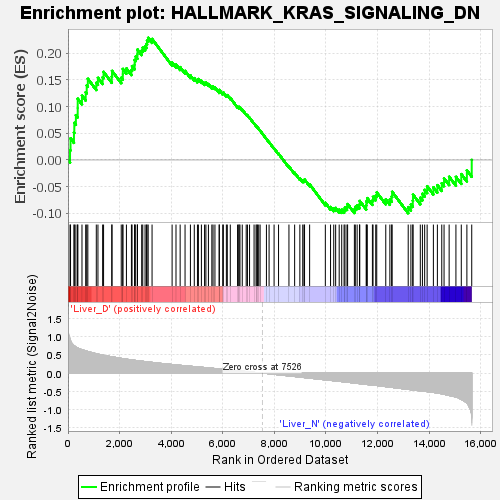 Enrichment plot: HALLMARK_KRAS_SIGNALING_DN
Enrichment score (ES)
0.20
0.15
0.10
0.05
0.00
-0.05
-0.10
'Liver_D' (positively correlated)
Ranked list metric (Signal2Noise)
1.5
1.0
0.5
0.0
-0.5
-1.0
-1.5
Zero cross at 7526
'Liver_N' (negatively correlated)
0
2,000
4,000
6,000
8,000
10,000
12,000
14,000
16,000
Rank in Ordered Dataset
Enrichment profile
Hits
Ranking metric scores